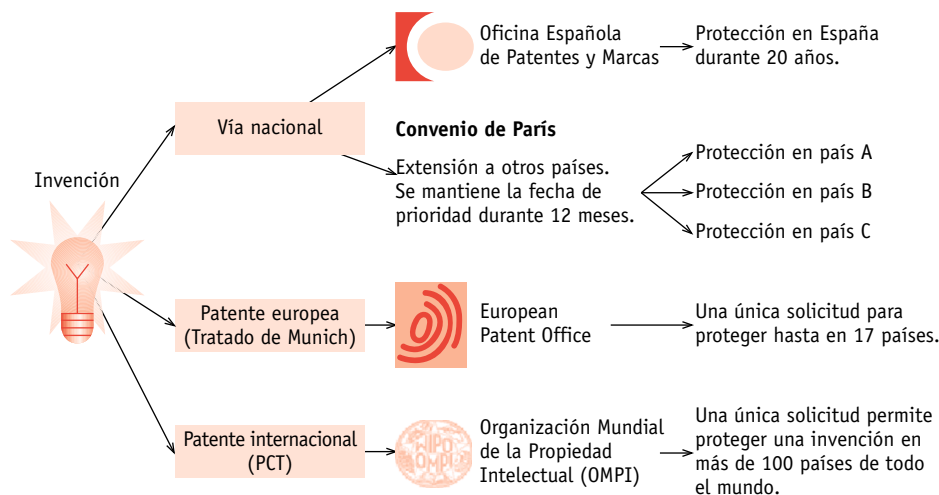 Invención
Vía nacional
Oficina Española
de Patentes y Marcas
Protección en España
durante 20 años.
Convenio de París
Extensión a otros países.
Se mantiene la fecha de
prioridad durante 12 meses.
Protección en país A
Protección en país B
Protección en país C
Patente europea
(Tratado de Munich)
European
Patent Office
Una única solicitud para
proteger hasta en 17 países.
Patente internacional
(PCT)
WIPO
OMPI
Organización Mundial
de la Propiedad
Intelectual (OMPI)
Una única solicitud permite
proteger una invención en
más de 100 países de todo
el mundo.